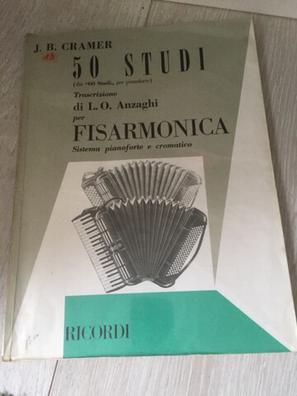 J. B. CRAMER
50 STUDI
(da "60 Studi„ per pianoforte)
Trascrizione
di L. O. Anzaghi
per
FISARMONICA
Sistema pianoforte e cromatico
RICORDI